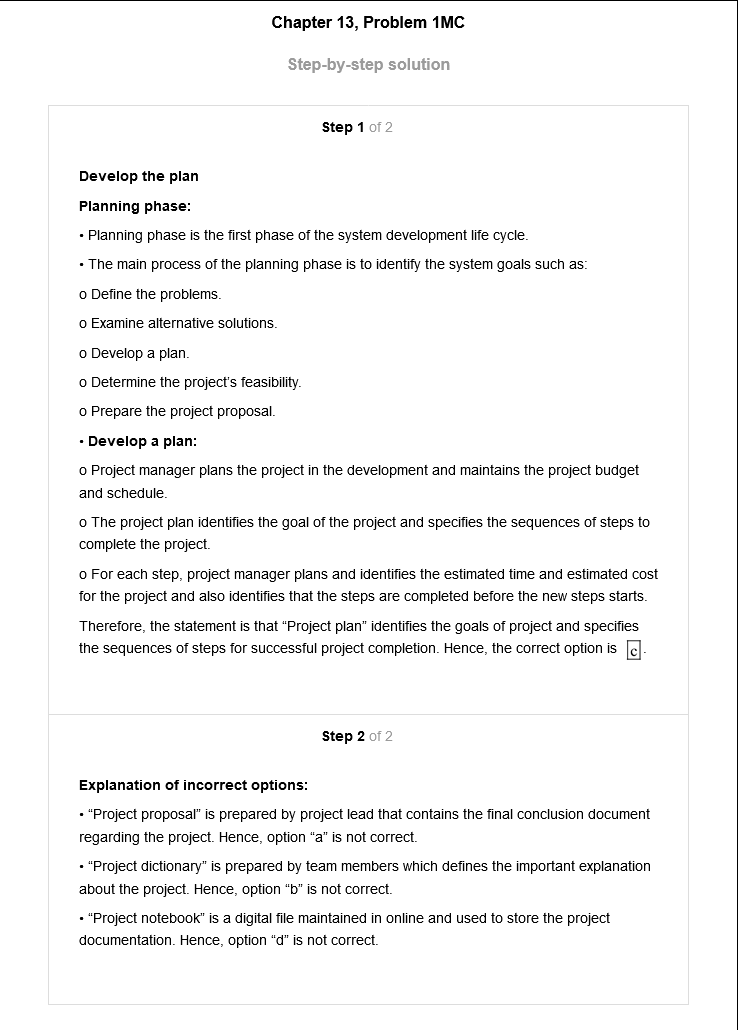 Chapter 13, Problem 1MC
Step-by-step solution
Step 1 of 2
Develop the plan
Planning phase:
• Planning phase is the first phase of the system development life cycle.
• The main process of the planning phase is to identify the system goals such as:
o Define the problems.
o Examine alternative solutions.
o Develop a plan.
o Determine the project’s feasibility.
o Prepare the project proposal.
• Develop a plan:
o Project manager plans the project in the development and maintains the project budget
and schedule.
o The project plan identifies the goal of the project and specifies the sequences of steps to
complete the project.
o For each step, project manager plans and identifies the estimated time and estimated cost
for the project and also identifies that the steps are completed before the new steps starts.
Therefore, the statement is that “Project plan” identifies the goals of project and specifies
the sequences of steps for successful project completion. Hence, the correct option is c .
Step 2 of 2
Explanation of incorrect options:
• “Project proposal” is prepared by project lead that contains the final conclusion document
regarding the project. Hence, option “a” is not correct.
• “Project dictionary” is prepared by team members which defines the important explanation
about the project. Hence, option “b” is not correct.
• “Project notebook” is a digital file maintained in online and used to store the project
documentation. Hence, option “d” is not correct.